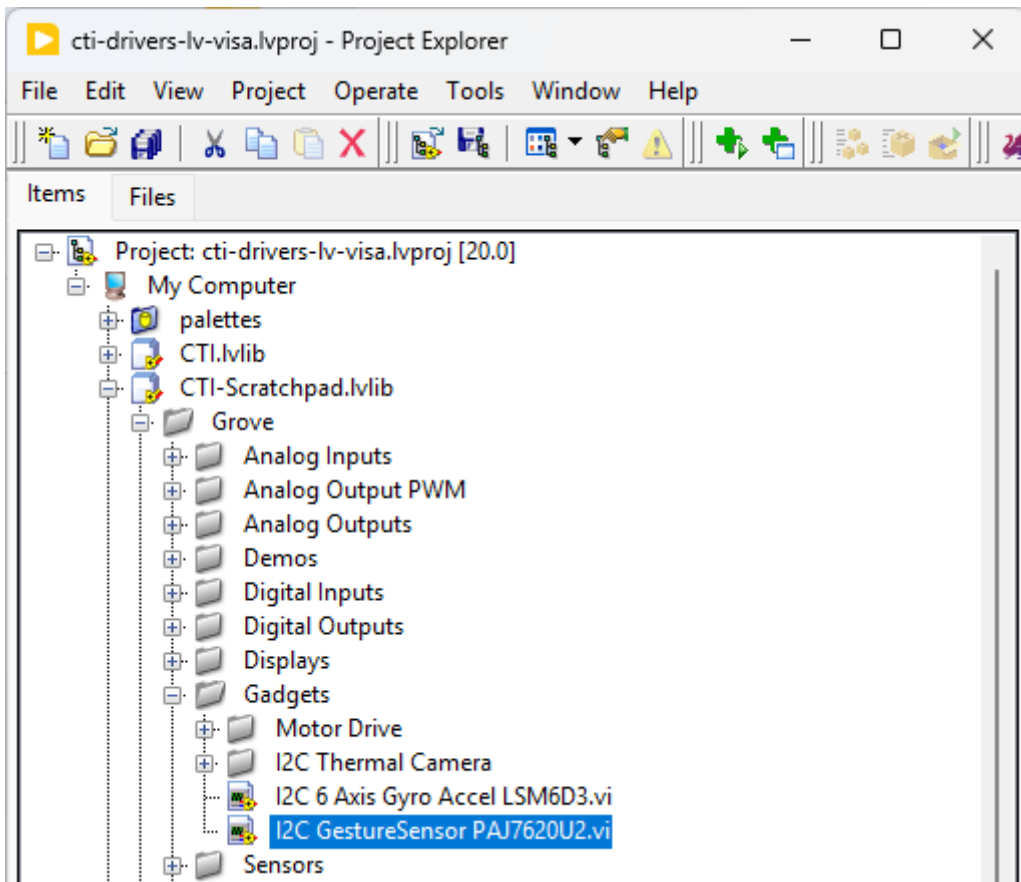 cti-drivers-lv-visa.lvproj - Project Explorer
File Edit View Project Operate Tools Window Help
Items Files
Project: cti-drivers-lv-visa.lvproj [20.0]
My Computer
palettes
CTI.lvlib
CTI-Scratchpad.lvlib
Grove
Analog Inputs
Analog Output PWM
Analog Outputs
Demos
Digital Inputs
Digital Outputs
Displays
Gadgets
Motor Drive
I2C Thermal Camera
I2C 6 Axis Gyro Accel LSM6D3.vi
I2C GestureSensor PAJ7620U2.vi
Sensors